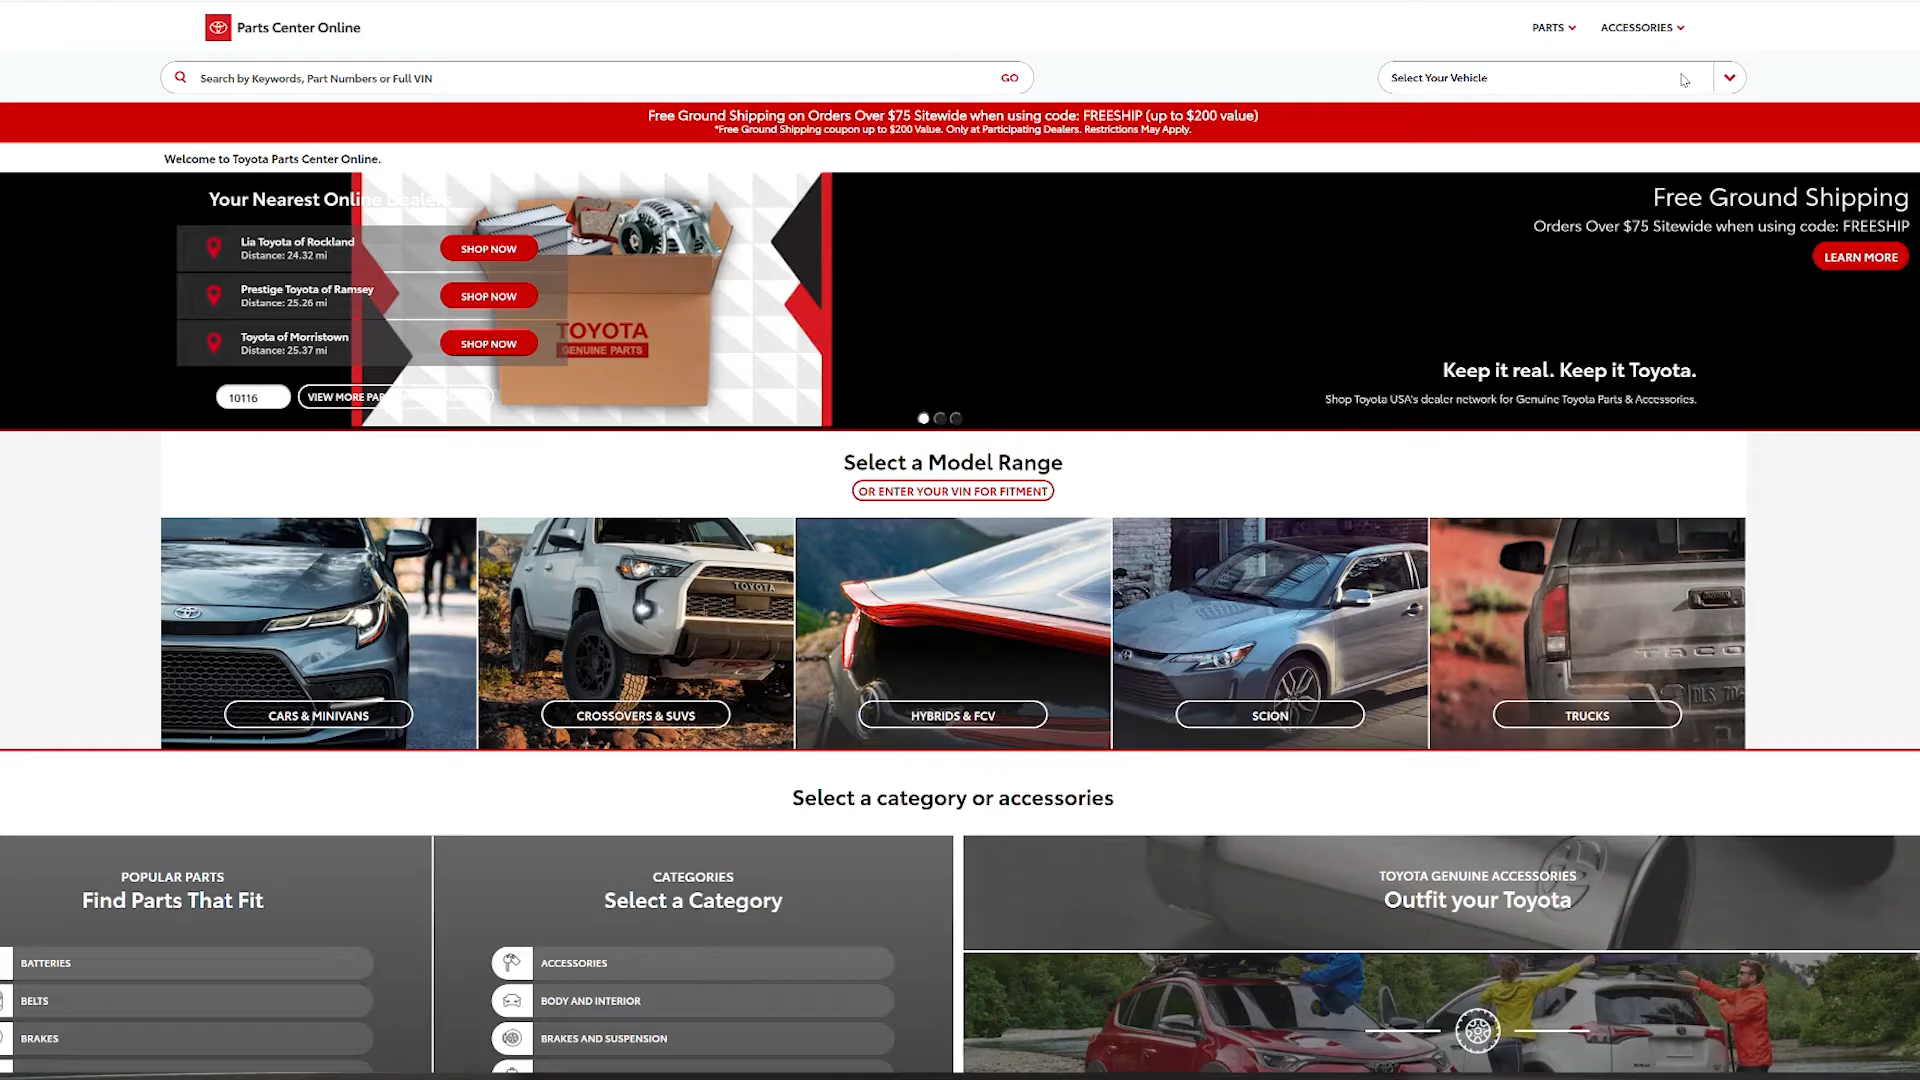 Parts Center Online
PARTS
ACCESSORIES
Search by Keywords, Part Numbers or Full VIN
GO
Select Your Vehicle
Free Ground Shipping on Orders Over $75 Sitewide when using code: FREESHIP (up to $200 value)
*Free Ground Shipping coupon up to $200 Value. Only at Participating Dealers. Restrictions May Apply.
Welcome to Toyota Parts Center Online.
Your Nearest Online Dealers
Lia Toyota of Rockland
Distance: 24.32 mi
SHOP NOW
Prestige Toyota of Ramsey
Distance: 25.26 mi
SHOP NOW
Toyota of Morristown
Distance: 25.37 mi
SHOP NOW
10116
VIEW MORE
TOYOTA
GENUINE PARTS
Free Ground Shipping
Orders Over $75 Sitewide when using code: FREESHIP
LEARN MORE
Keep it real. Keep it Toyota.
Shop Toyota USA's dealer network for Genuine Toyota Parts & Accessories.
Select a Model Range
OR ENTER YOUR VIN FOR FITMENT
TOYOTA
TACO
CARS & MINIVANS
CROSSOVERS & SUVS
HYBRIDS & FCV
SCION
TRUCKS
Select a category or accessories
POPULAR PARTS
Find Parts That Fit
BATTERIES
BELTS
BRAKES
CATEGORIES
Select a Category
ACCESSORIES
BODY AND INTERIOR
BRAKES AND SUSPENSION
TOYOTA GENUINE ACCESSORIES
Outfit your Toyota